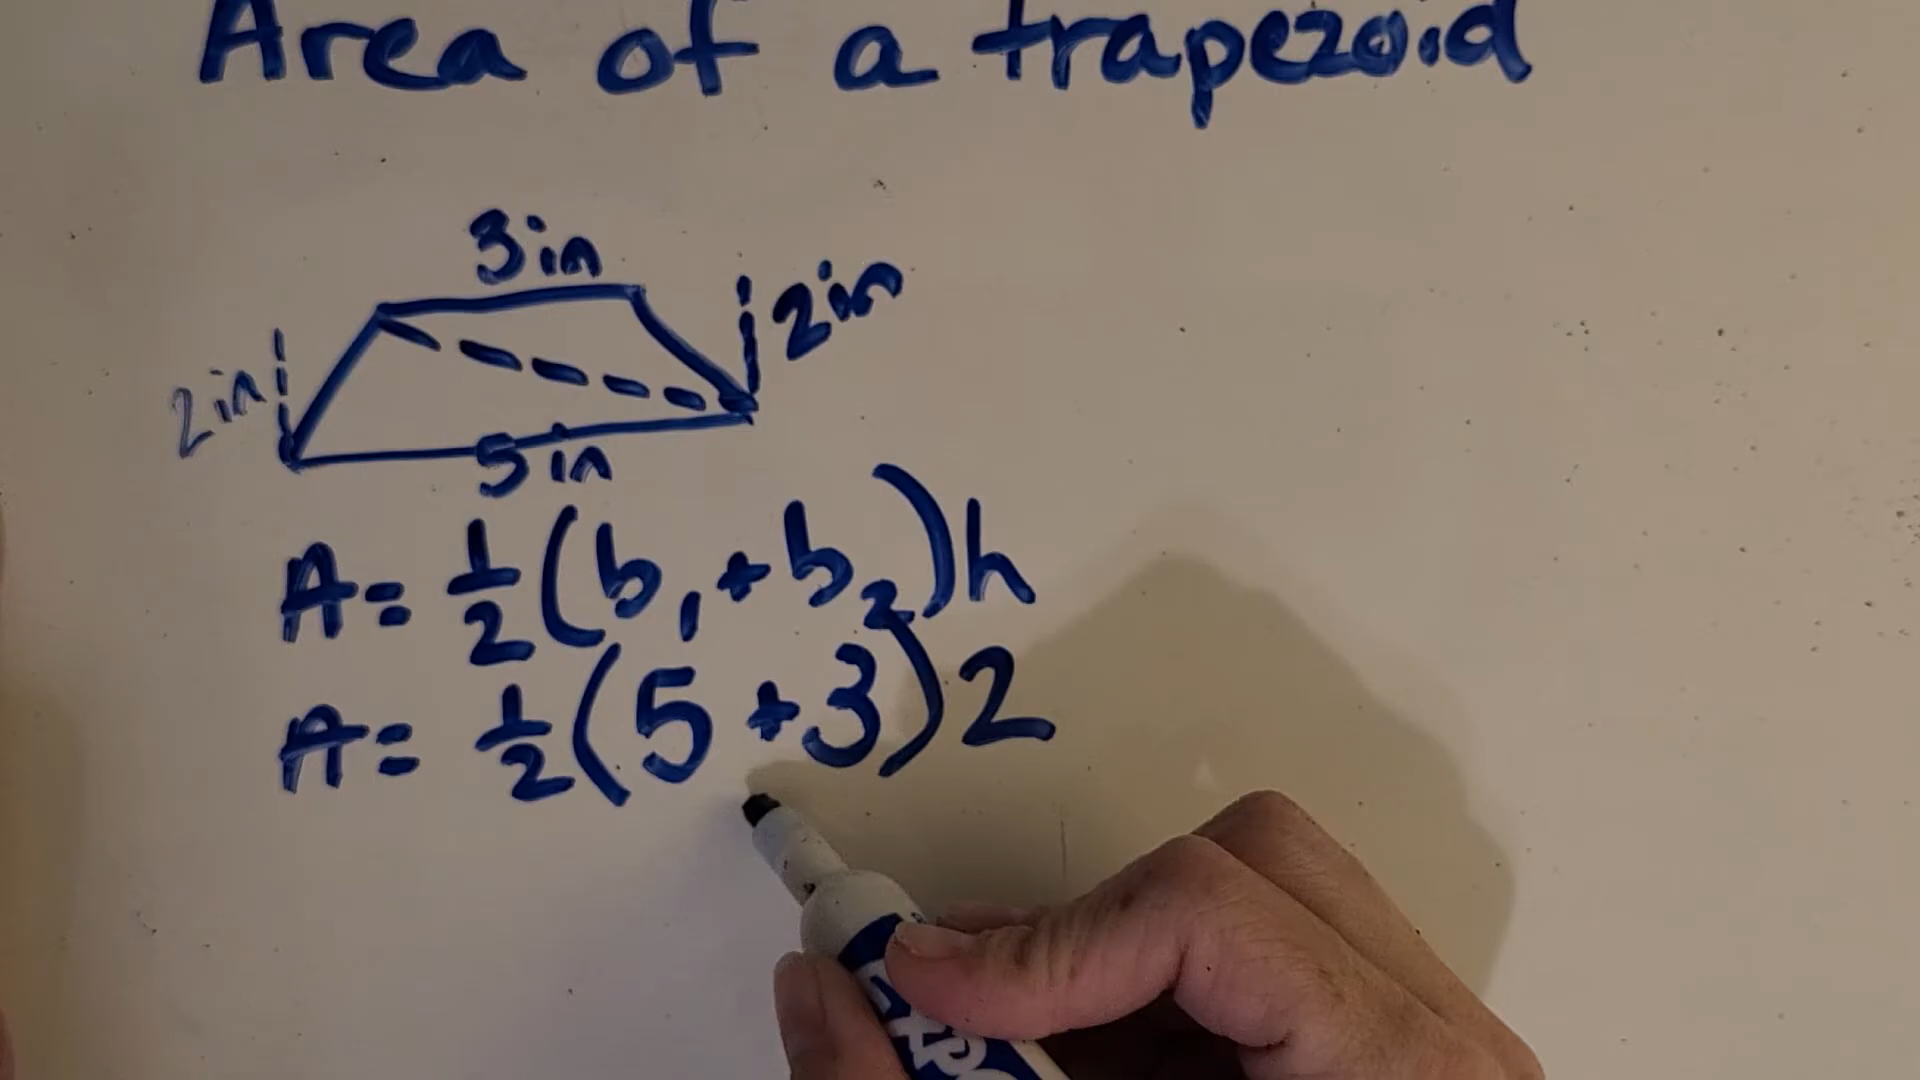 Area of a trapezoid
3in
2in
2in
5in
A = 1/2 (b₁ + b₂)h
A = 1/2 (5 + 3) 2